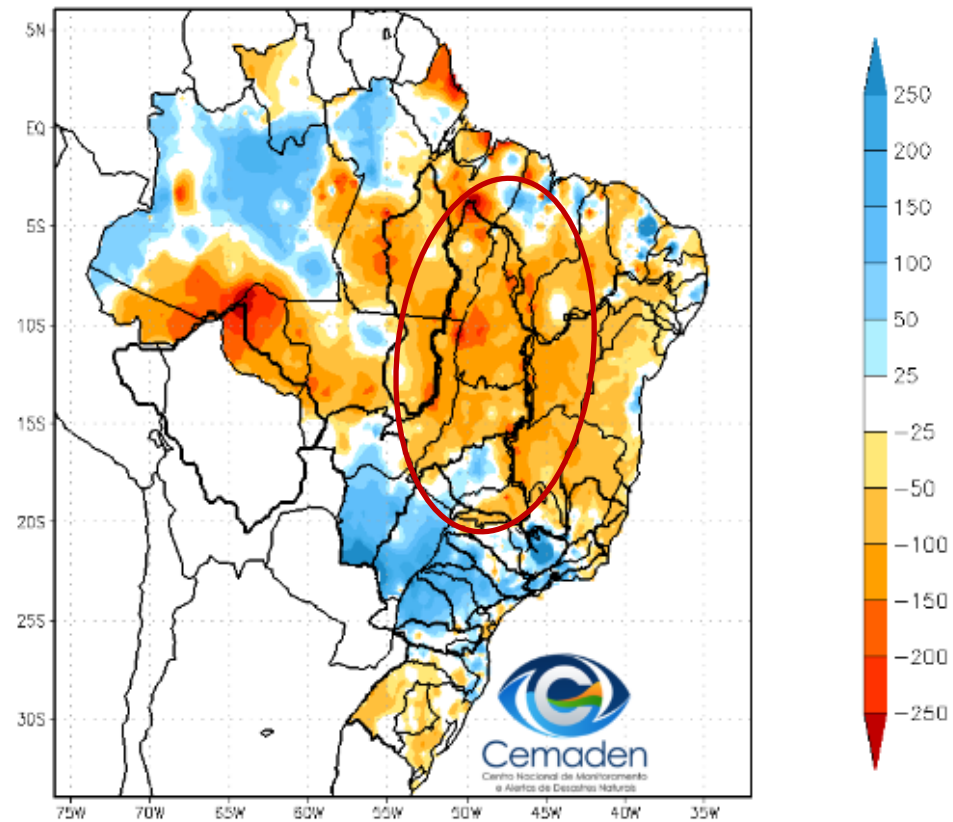 5N
EQ
5S
10S
15S
20S
25S
30S
75W 70W 65W 60W 55W 50W 45W 40W 35W
250
200
150
100
50
25
−25
−50
−100
−150
−200
−250
Cemaden
Centro Nacional de Monitoramento
e Alertas de Desastres Naturais